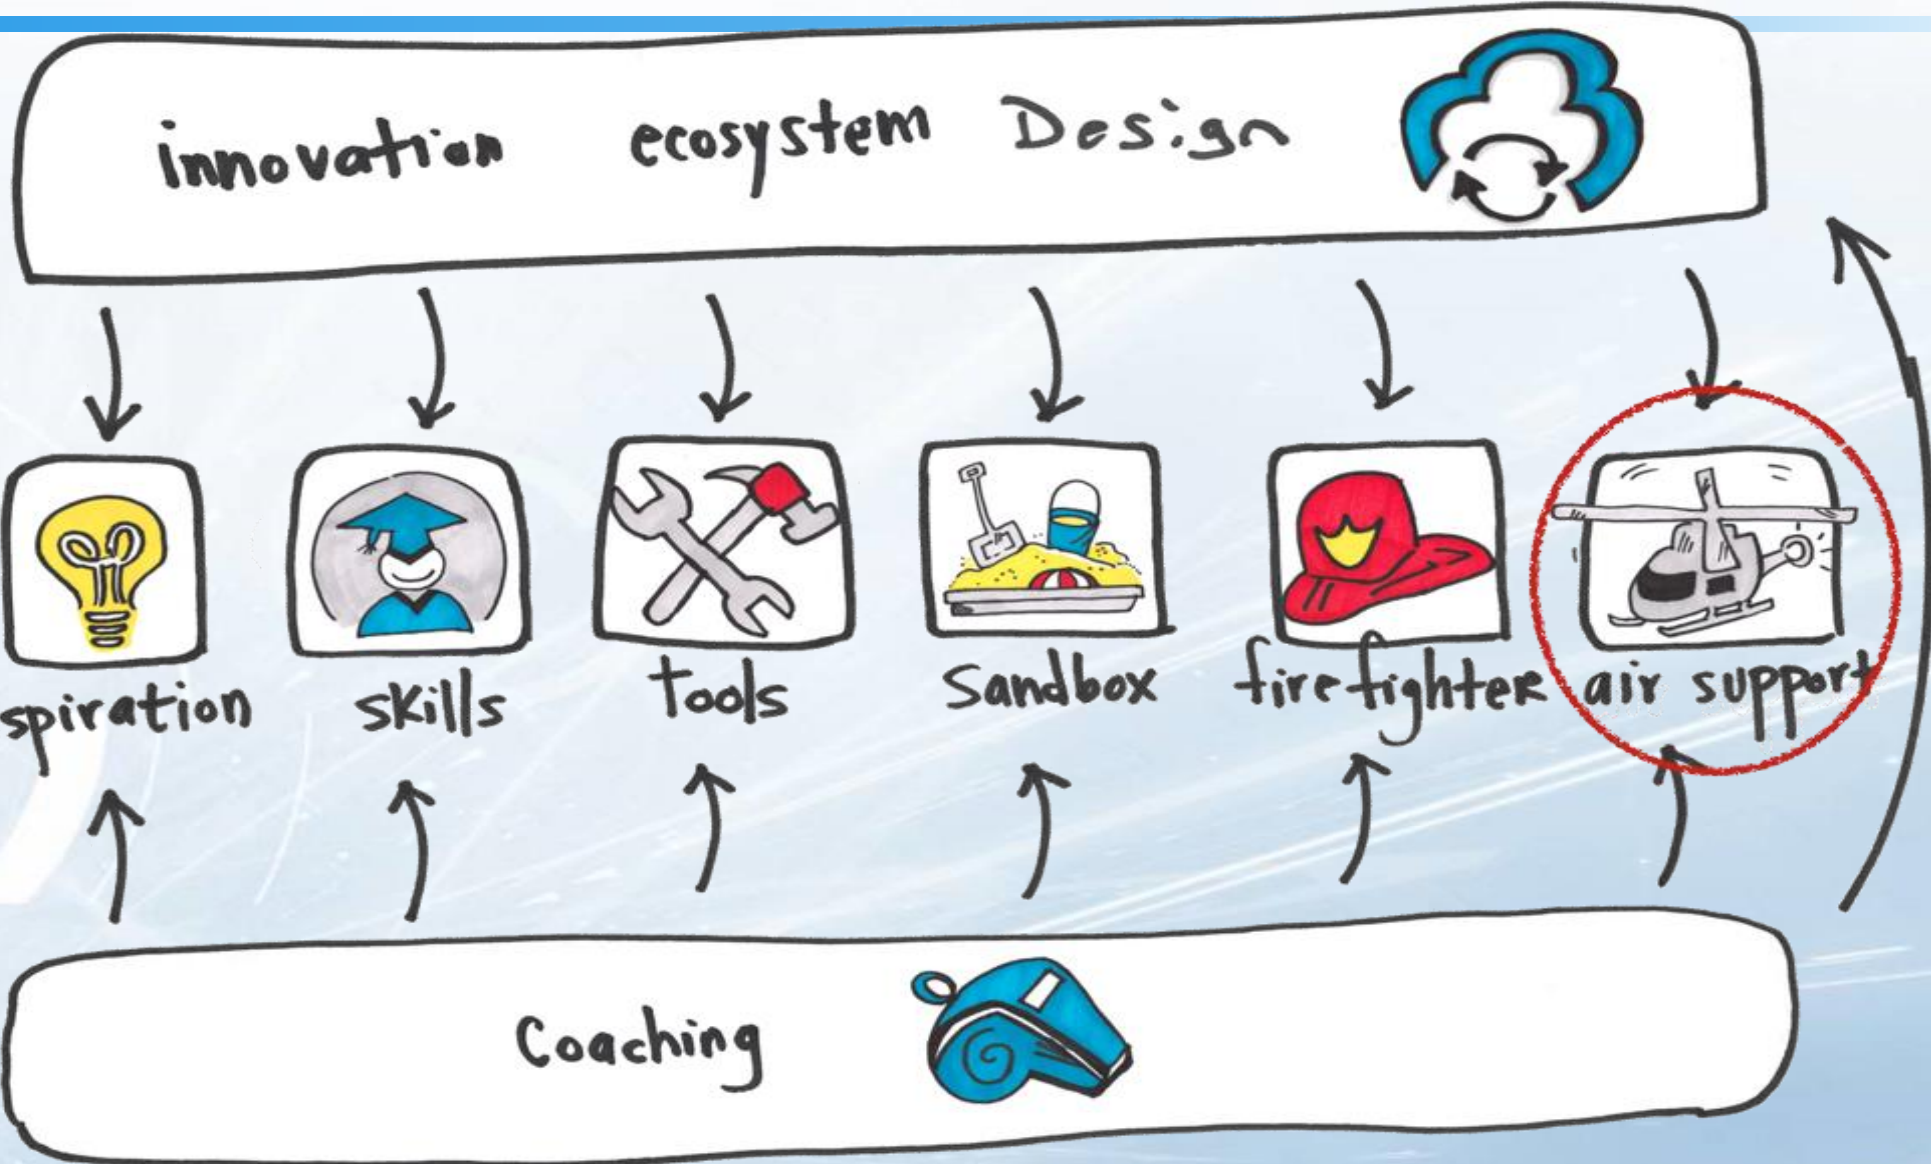 innovation ecosystem Design
spiration skills Tools Sandbox firefighter air support
Coaching